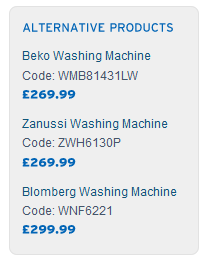 ALTERNATIVE PRODUCTS
Beko Washing Machine
Code: WMB81431LW
£269.99
Zanussi Washing Machine
Code: ZWH6130P
£269.99
Blomberg Washing Machine
Code: WNF6221
£299.99